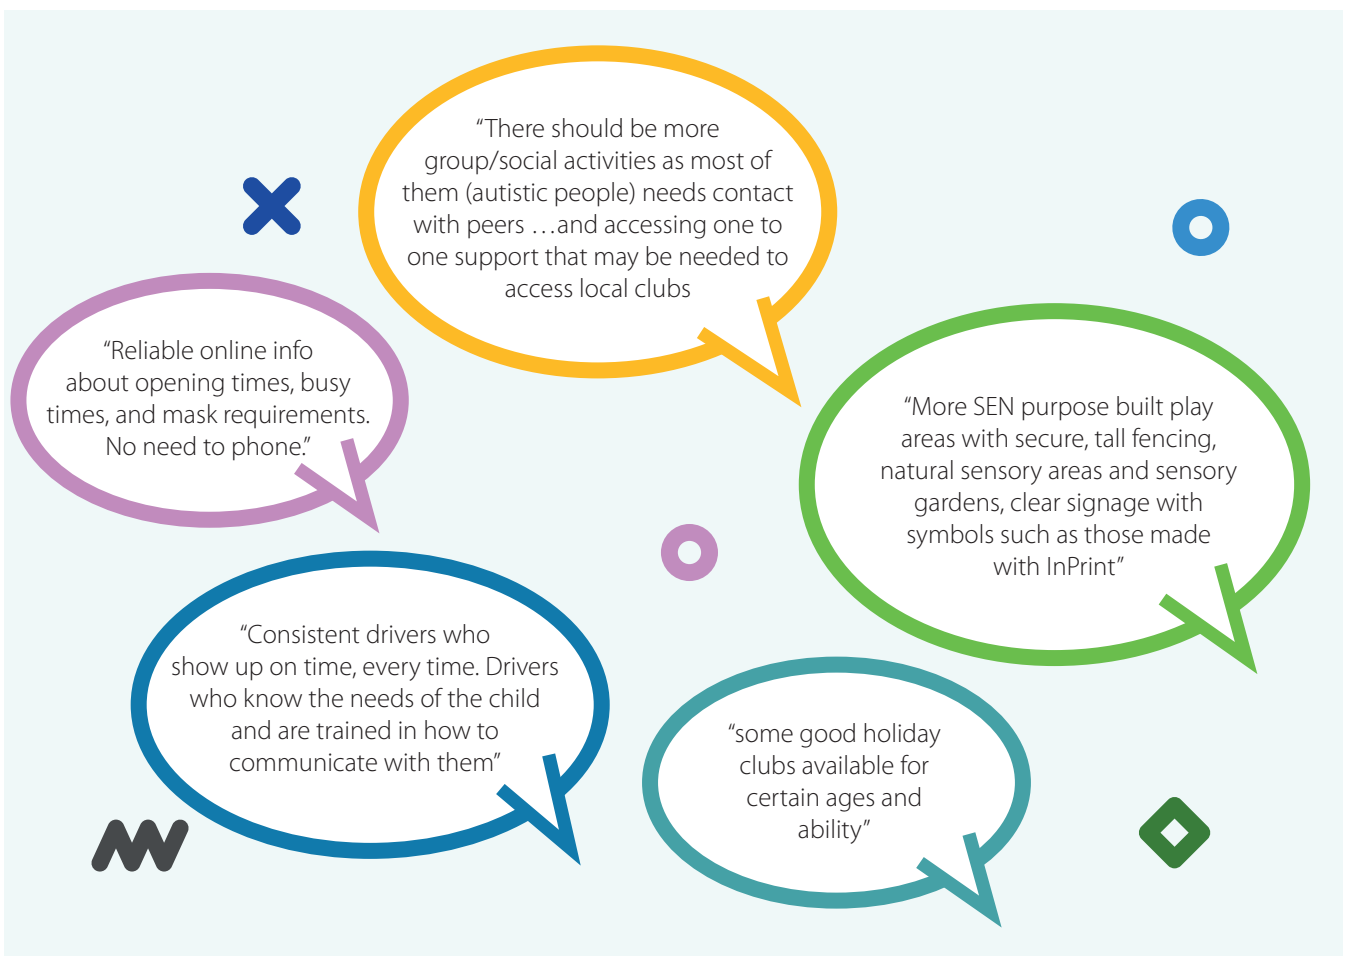 “There should be more
group/social activities as most of
them (autistic people) needs contact
with peers …and accessing one to
one support that may be needed to
access local clubs
“Reliable online info
about opening times, busy
times, and mask requirements.
No need to phone.”
“More SEN purpose built play
areas with secure, tall fencing,
natural sensory areas and sensory
gardens, clear signage with
symbols such as those made
with InPrint”
“Consistent drivers who
show up on time, every time. Drivers
who know the needs of the child
and are trained in how to
communicate with them”
“some good holiday
clubs available for
certain ages and
ability”